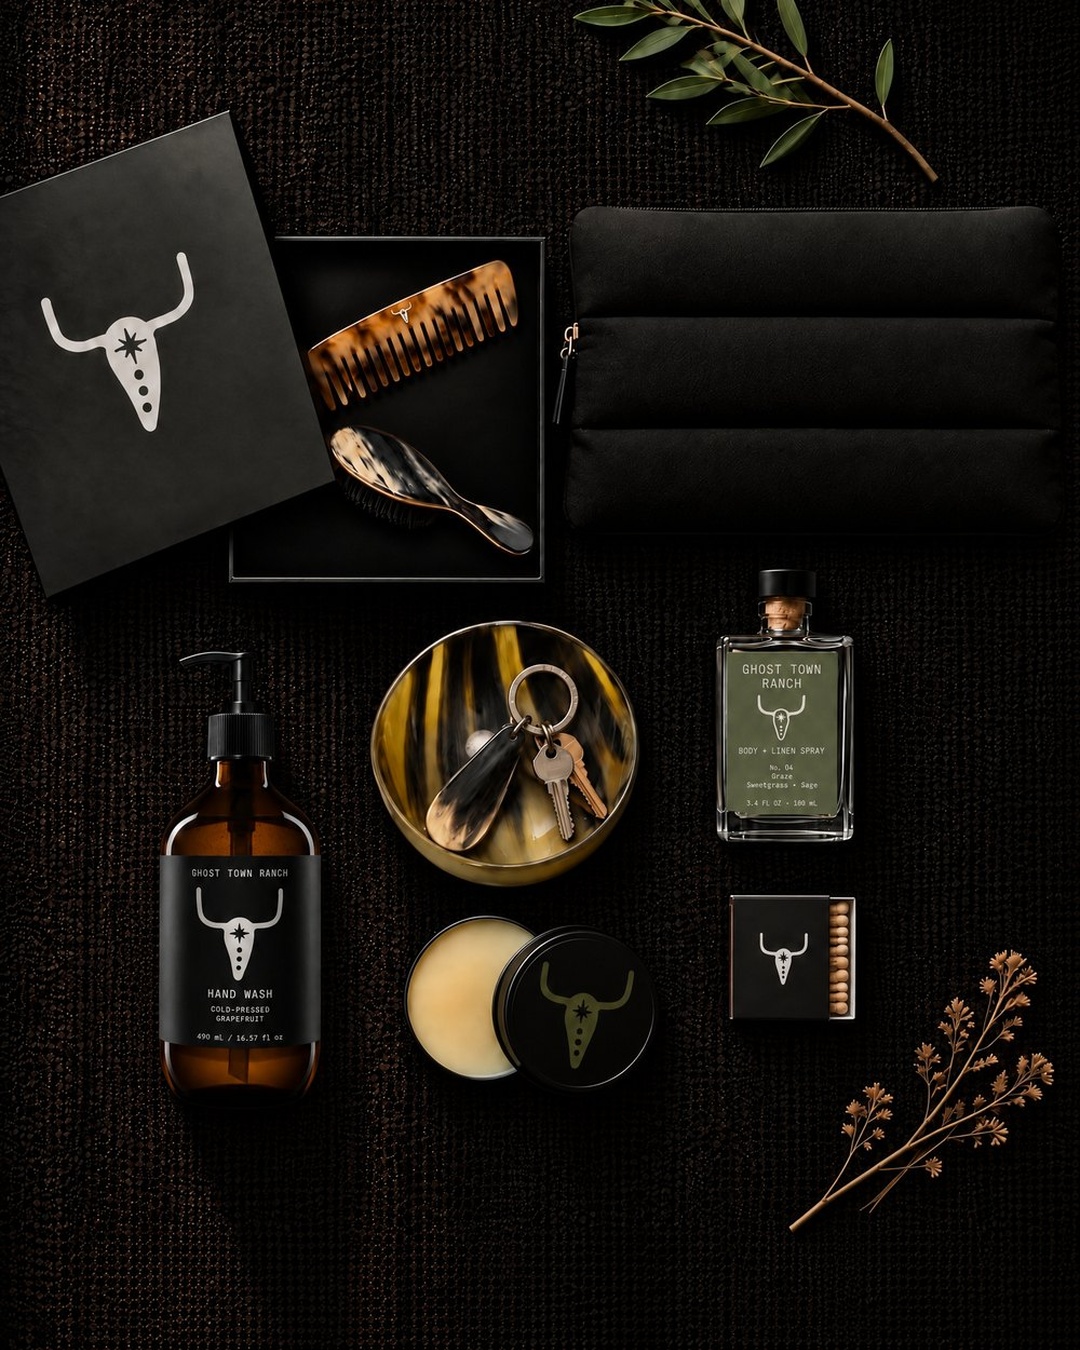 GHOST TOWN
RANCH
BODY + LINEN SPRAY
No. 04
Graze
Sweetgrass • Sage
3.4 FL OZ • 100 mL
GHOST TOWN RANCH
HAND WASH
COLD-PRESSED
GRAPEFRUIT
490 mL / 16.57 fl oz